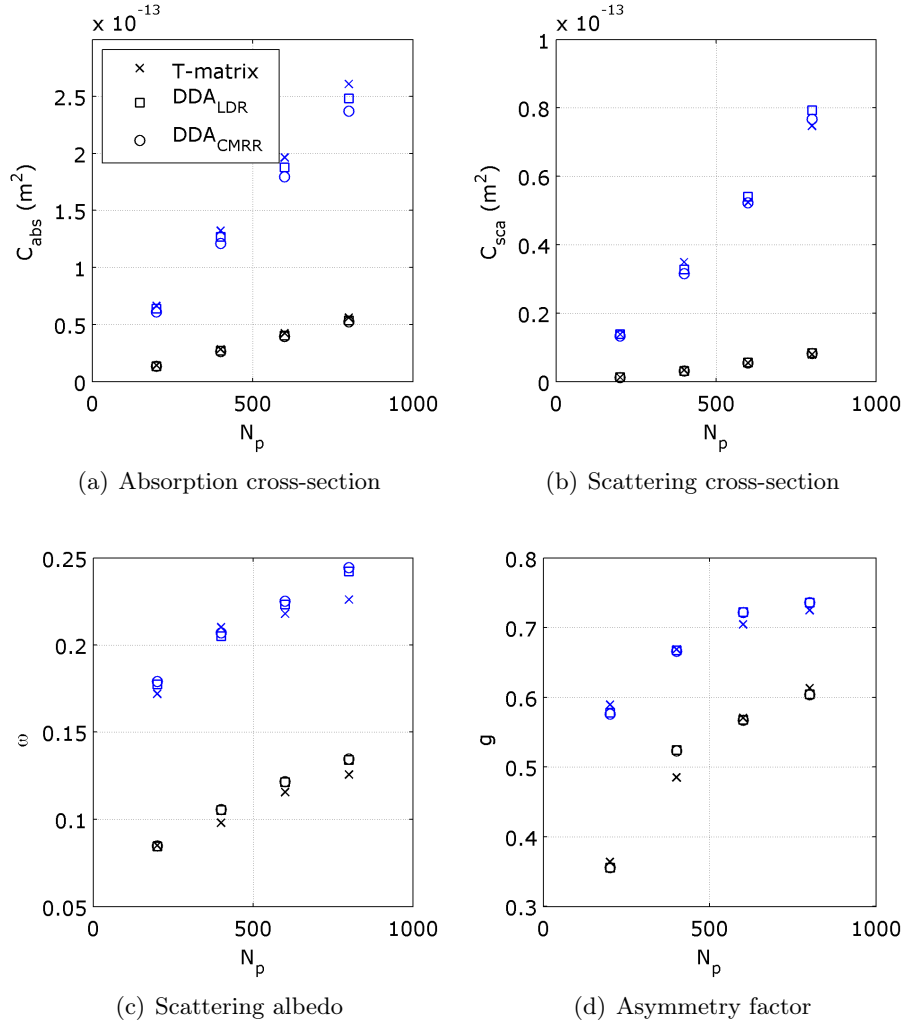 x 10^-13
T-matrix
DDA_LDR
DDA_CMRR
2.5
2
1.5
1
0.5
0
C_abs (m^2)
0 500 1000
N_p
(a) Absorption cross-section
x 10^-13
1
0.8
0.6
0.4
0.2
0
C_sca (m^2)
0 500 1000
N_p
(b) Scattering cross-section
0.25
0.2
0.15
0.1
0.05
ω
0 500 1000
N_p
(c) Scattering albedo
0.8
0.7
0.6
0.5
0.4
0.3
g
0 500 1000
N_p
(d) Asymmetry factor